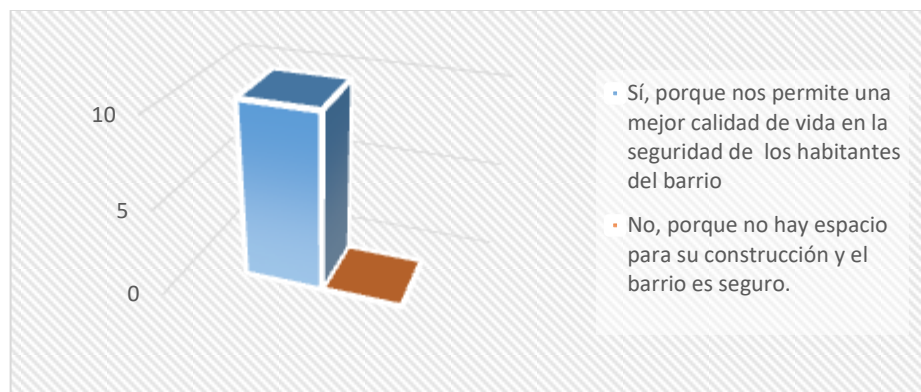 10
5
0
Sí, porque nos permite una
mejor calidad de vida en la
seguridad de los habitantes
del barrio
No, porque no hay espacio
para su construcción y el
barrio es seguro.